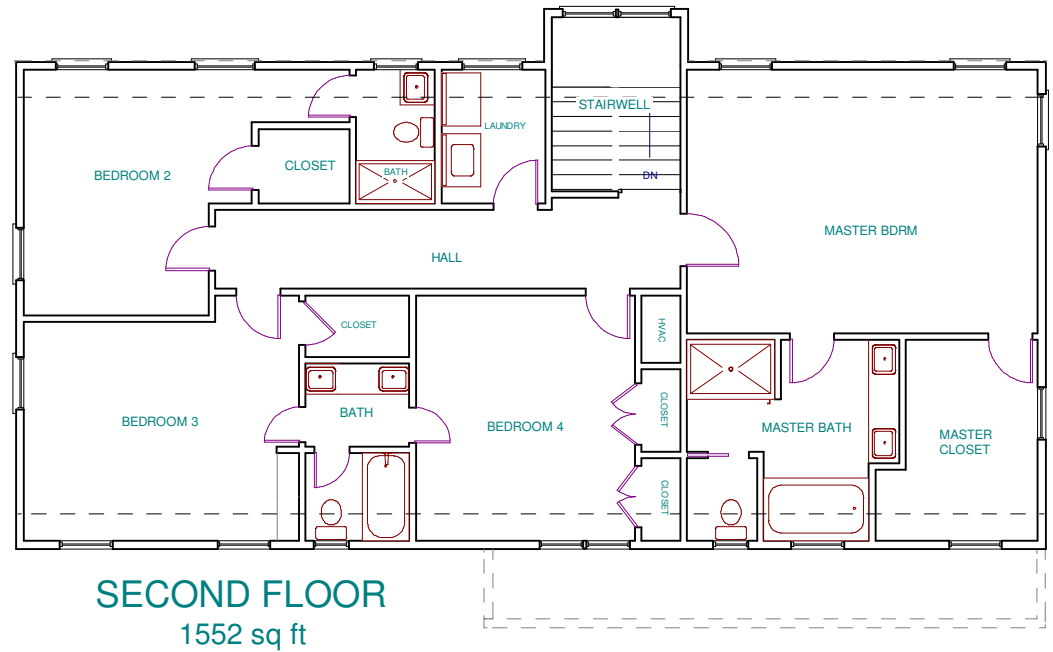 STAIRWELL
LAUNDRY
BEDROOM 2
CLOSET
BATH
DN
HALL
MASTER BDRM
CLOSET
HVAC
BEDROOM 3
BATH
BEDROOM 4
CLOSET
MASTER BATH
MASTER
CLOSET
CLOSET
SECOND FLOOR
1552 sq ft